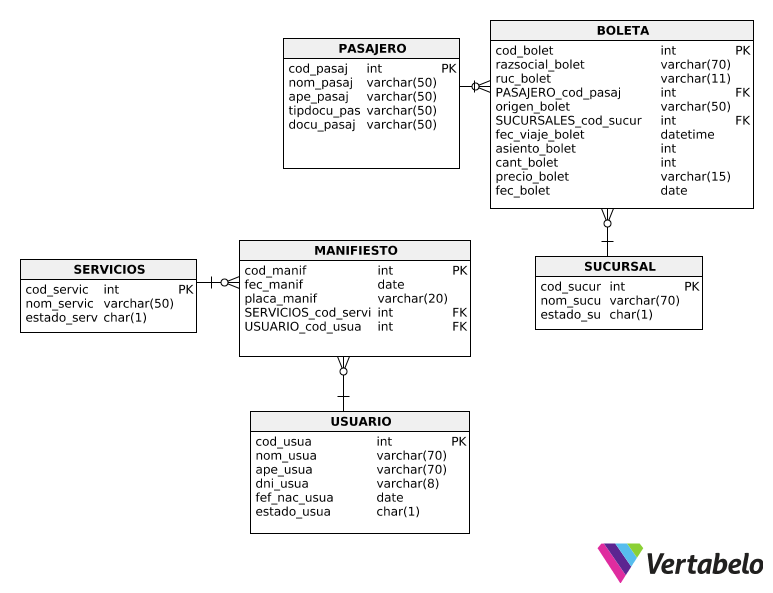 PASAJERO
cod_pasaj int PK
nom_pasaj varchar(50)
ape_pasaj varchar(50)
tipdocu_pas varchar(50)
docu_pasaj varchar(50)
BOLETA
cod_bolet int PK
razsocial_bolet varchar(70)
ruc_bolet varchar(11)
PASAJERO_cod_pasaj int FK
origen_bolet varchar(50)
SUCURSALES_cod_sucur int FK
fec_viaje_bolet datetime
asiento_bolet int
cant_bolet int
precio_bolet varchar(15)
fec_bolet date
SERVICIOS
cod_servic int PK
nom_servic varchar(50)
estado_serv char(1)
MANIFIESTO
cod_manif int PK
fec_manif date
placa_manif varchar(20)
SERVICIOS_cod_servi int FK
USUARIO_cod_usua int FK
SUCURSAL
cod_sucur int PK
nom_sucu varchar(70)
estado_su char(1)
USUARIO
cod_usua int PK
nom_usua varchar(70)
ape_usua varchar(70)
dni_usua varchar(8)
fef_nac_usua date
estado_usua char(1)
Vertabelo